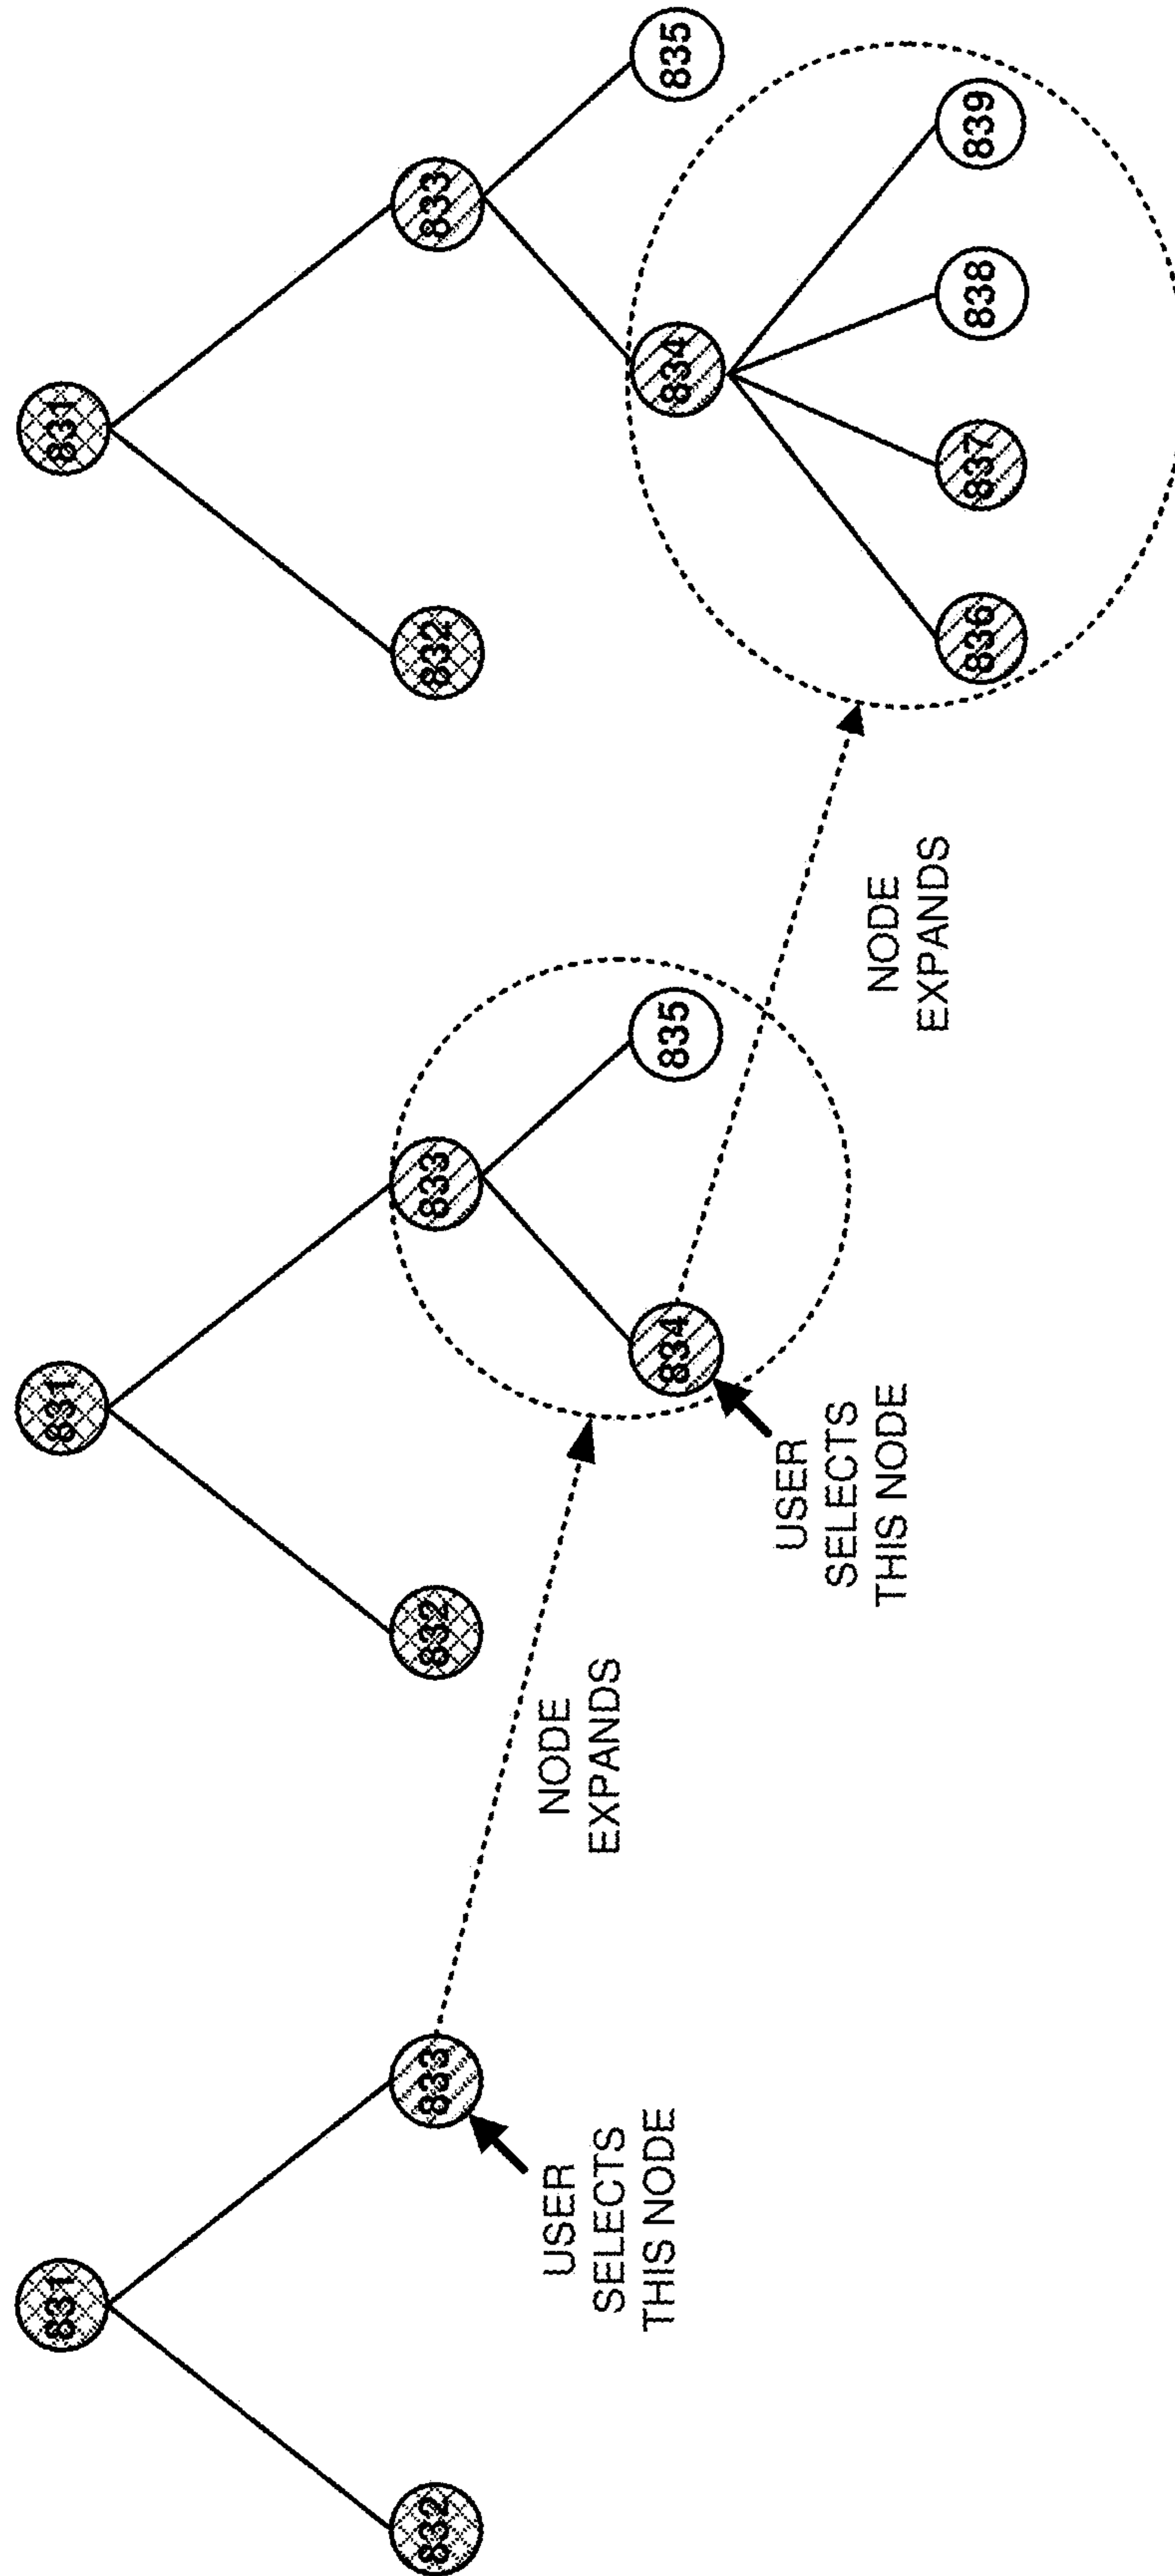 831
832
833
USER
SELECTS
THIS NODE
NODE
EXPANDS
831
832
833
834
835
USER
SELECTS
THIS NODE
NODE
EXPANDS
831
832
833
834
835
836
837
838
839